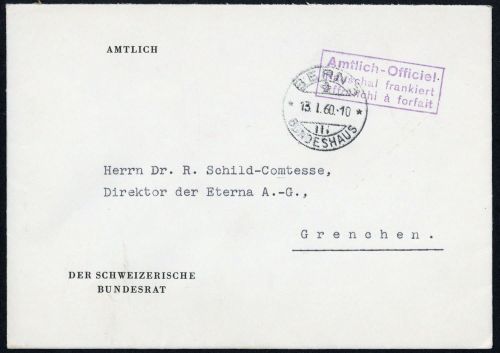 AMTLICH
Amtlich-Officiel
Pauschal frankiert
Affranchi à forfait
BERN
13.I.60.-10
BUNDESHAUS
Herrn Dr. R. Schild-Comtesse,
Direktor der Eterna A.-G.,
Grenchen.
DER SCHWEIZERISCHE
BUNDESRAT